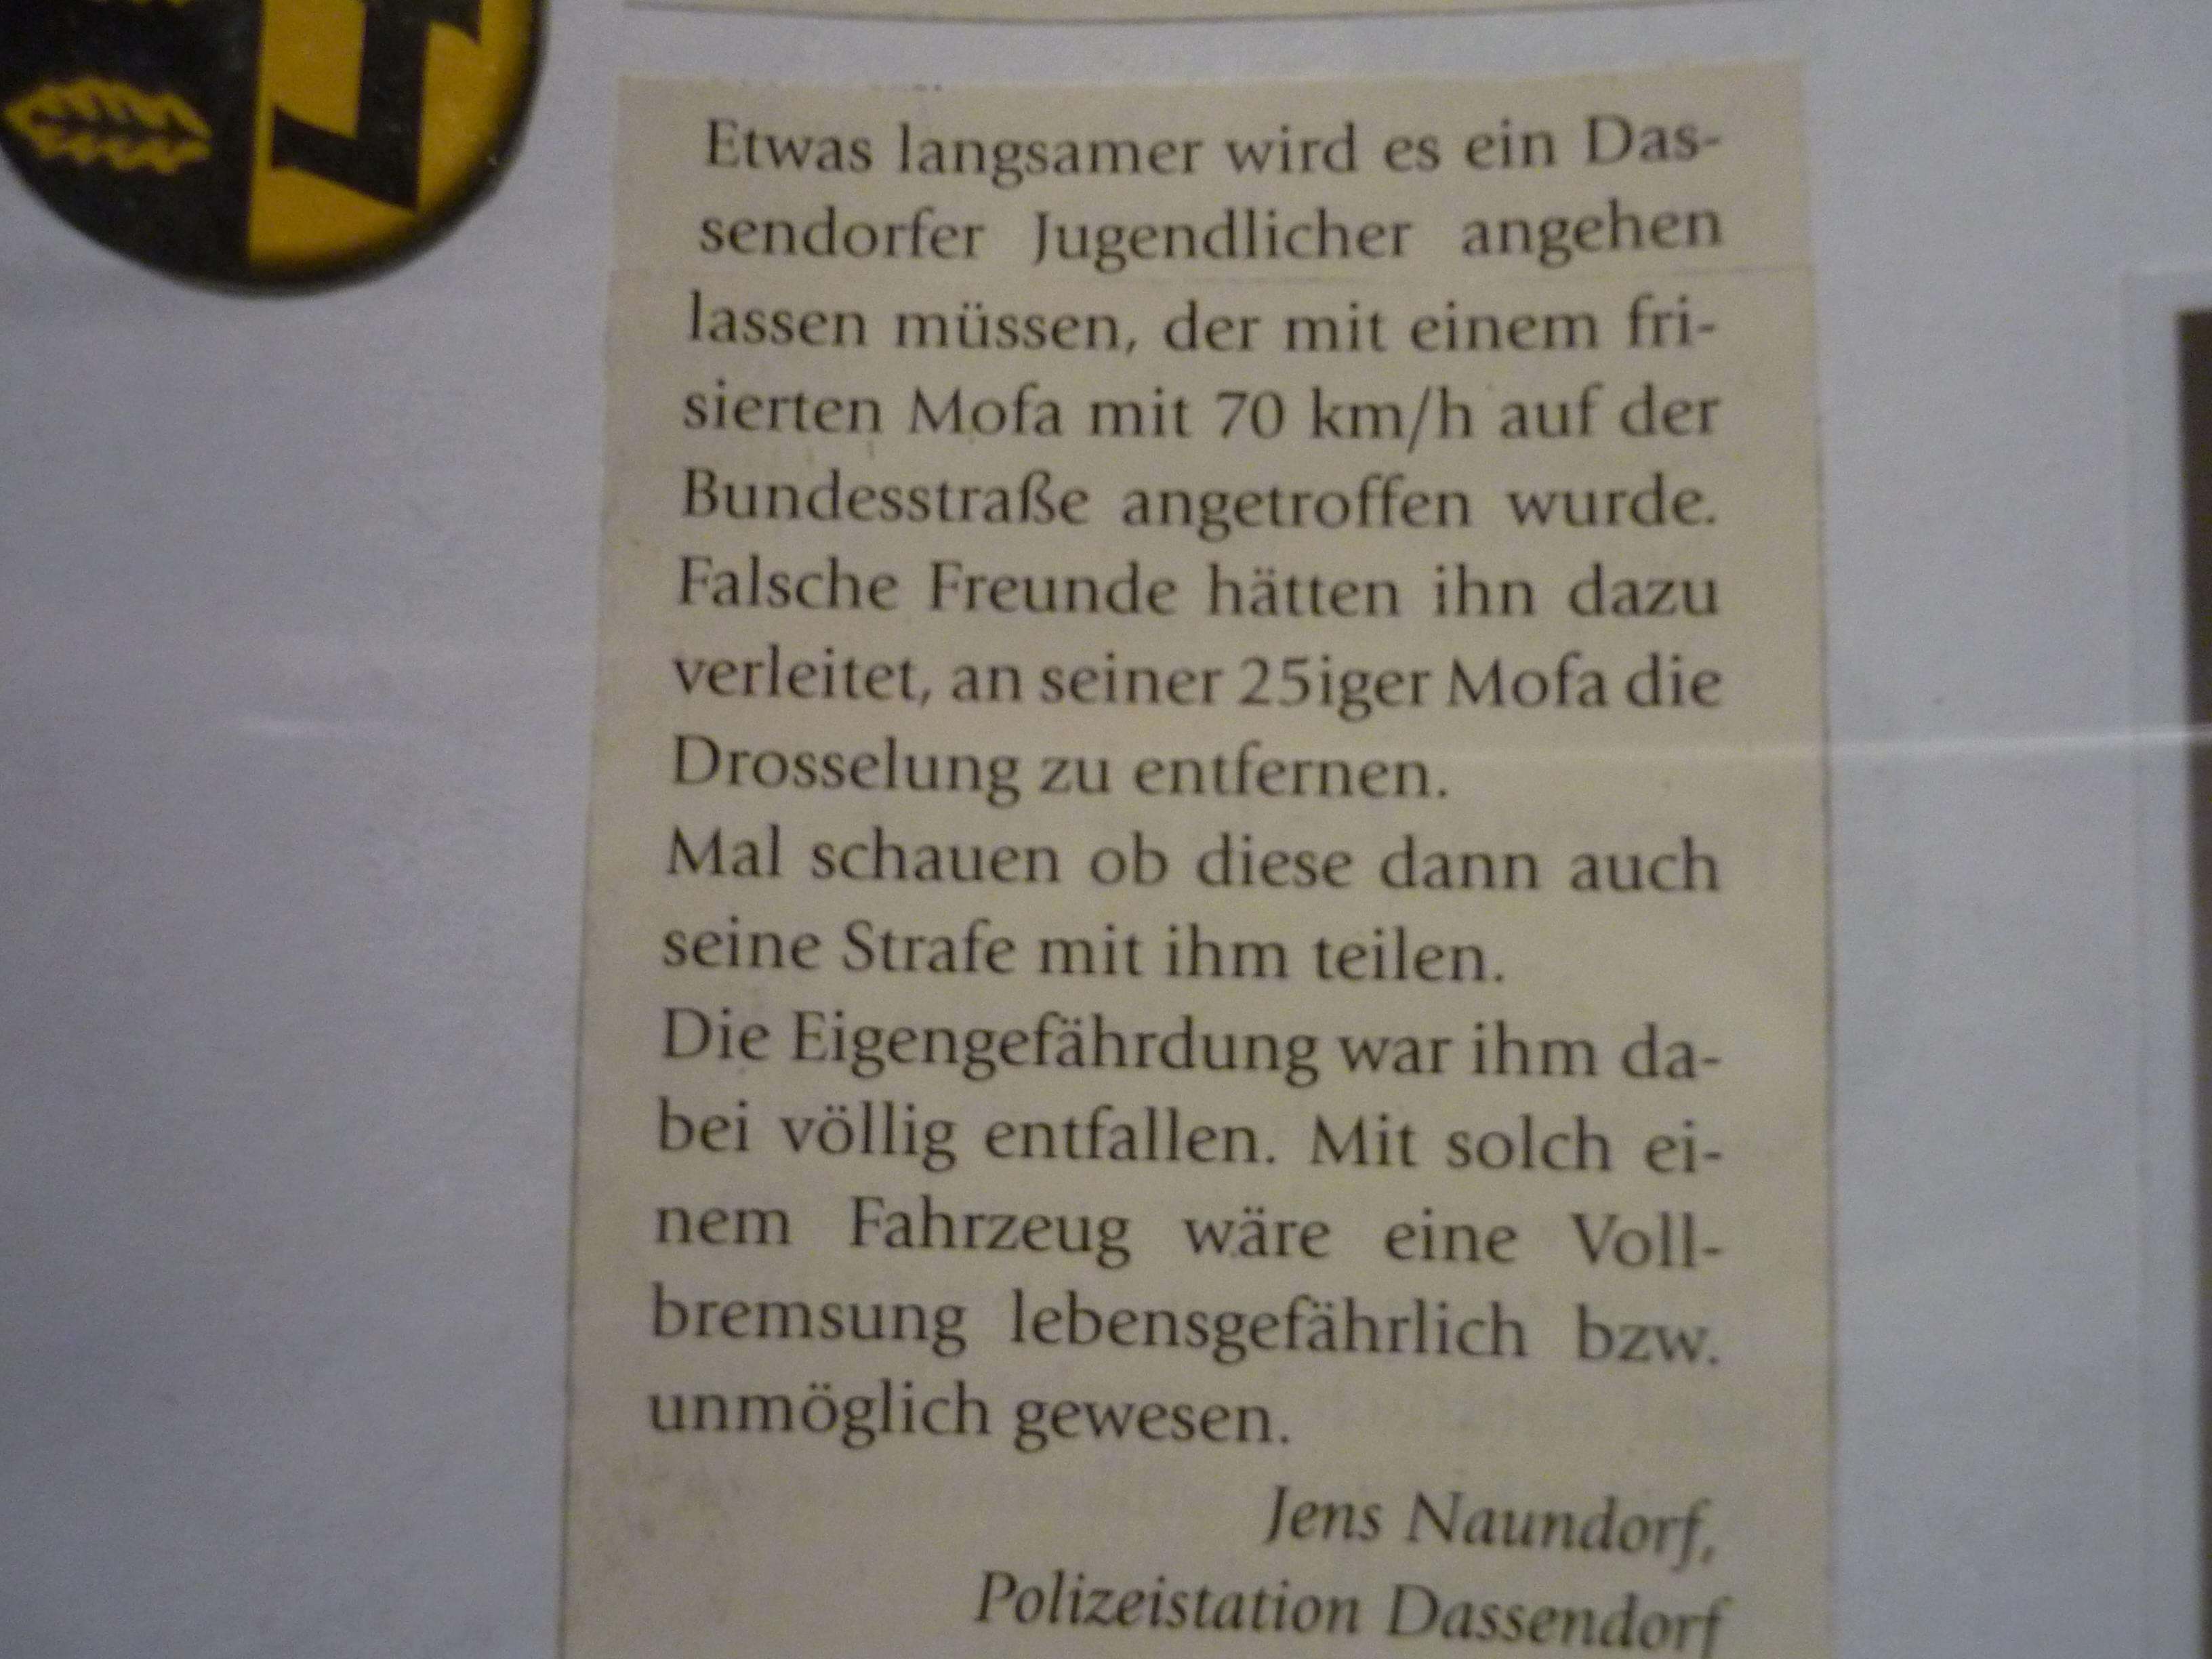 Etwas langsamer wird es ein Das-
sendorfer Jugendlicher angehen
lassen müssen, der mit einem fri-
sierten Mofa mit 70 km/h auf der
Bundesstraße angetroffen wurde.
Falsche Freunde hätten ihn dazu
verleitet, an seiner 25iger Mofa die
Drosselung zu entfernen.
Mal schauen ob diese dann auch
seine Strafe mit ihm teilen.
Die Eigengefährdung war ihm da-
bei völlig entfallen. Mit solch ei-
nem Fahrzeug wäre eine Voll-
bremsung lebensgefährlich bzw.
unmöglich gewesen.
Jens Naundorf,
Polizeistation Dassendorf